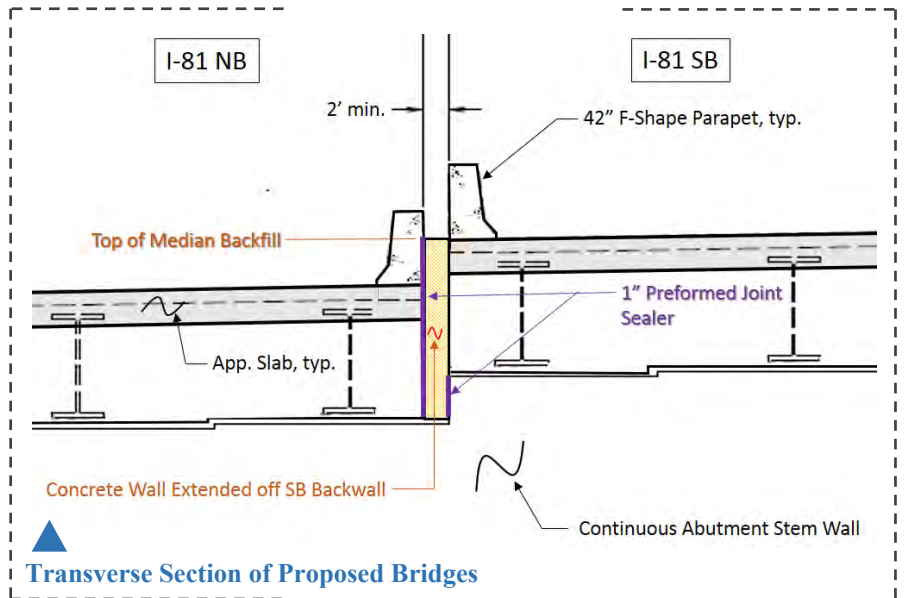 I-81 NB
I-81 SB
2' min.
42" F-Shape Parapet, typ.
Top of Median Backfill
1" Preformed Joint
Sealer
App. Slab, typ.
Concrete Wall Extended off SB Backwall
Continuous Abutment Stem Wall
Transverse Section of Proposed Bridges